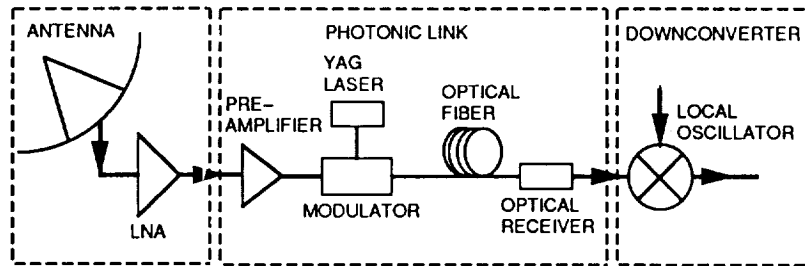 ANTENNA
LNA
PHOTONIC LINK
PRE-
AMPLIFIER
YAG
LASER
MODULATOR
OPTICAL
FIBER
OPTICAL
RECEIVER
DOWNCONVERTER
LOCAL
OSCILLATOR